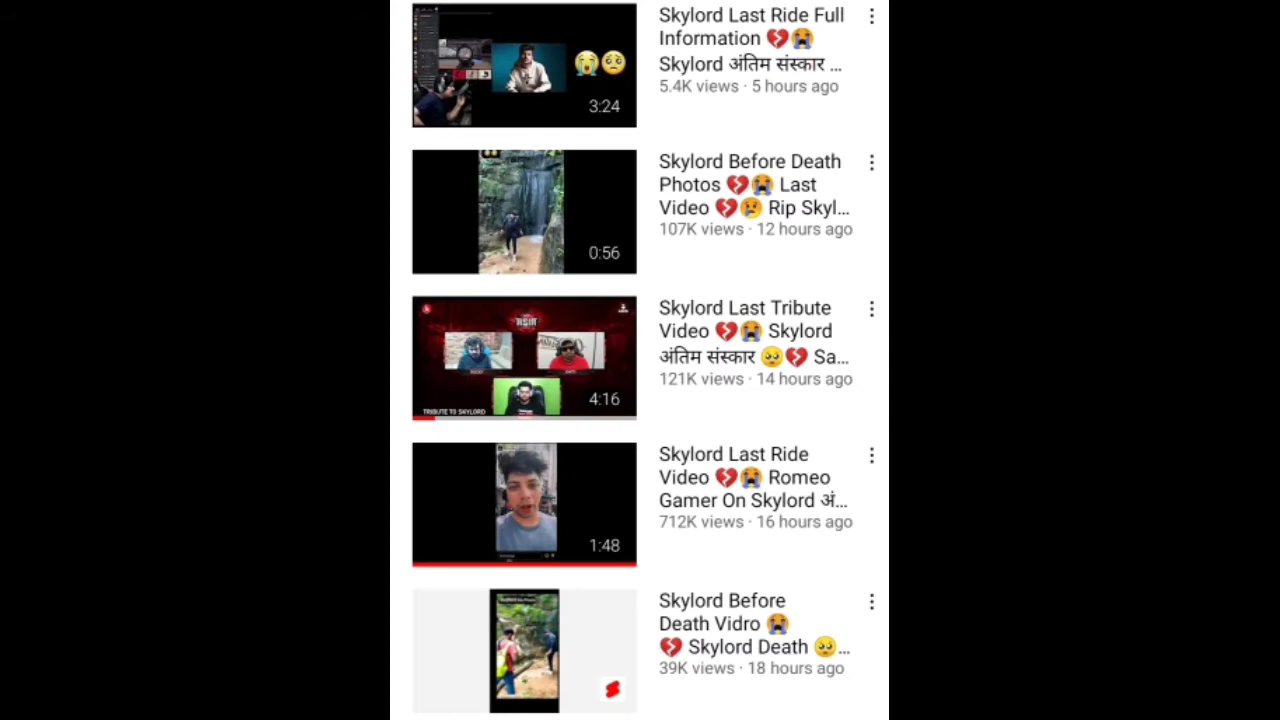 Skylord Last Ride Full
Information 💔😭
Skylord अंतिम संस्कार ...
5.4K views · 5 hours ago
3:24
Skylord Before Death
Photos 💔😭 Last
Video 💔😢 Rip Skyl...
107K views · 12 hours ago
0:56
Skylord Last Tribute
Video 💔😭 Skylord
अंतिम संस्कार 🥺💔 Sa...
121K views · 14 hours ago
4:16
TRIBUTE TO SKYLORD
Skylord Last Ride
Video 💔😭 Romeo
Gamer On Skylord अं...
712K views · 16 hours ago
1:48
Skylord Before
Death Vidro 😭
💔 Skylord Death 🥺...
39K views · 18 hours ago